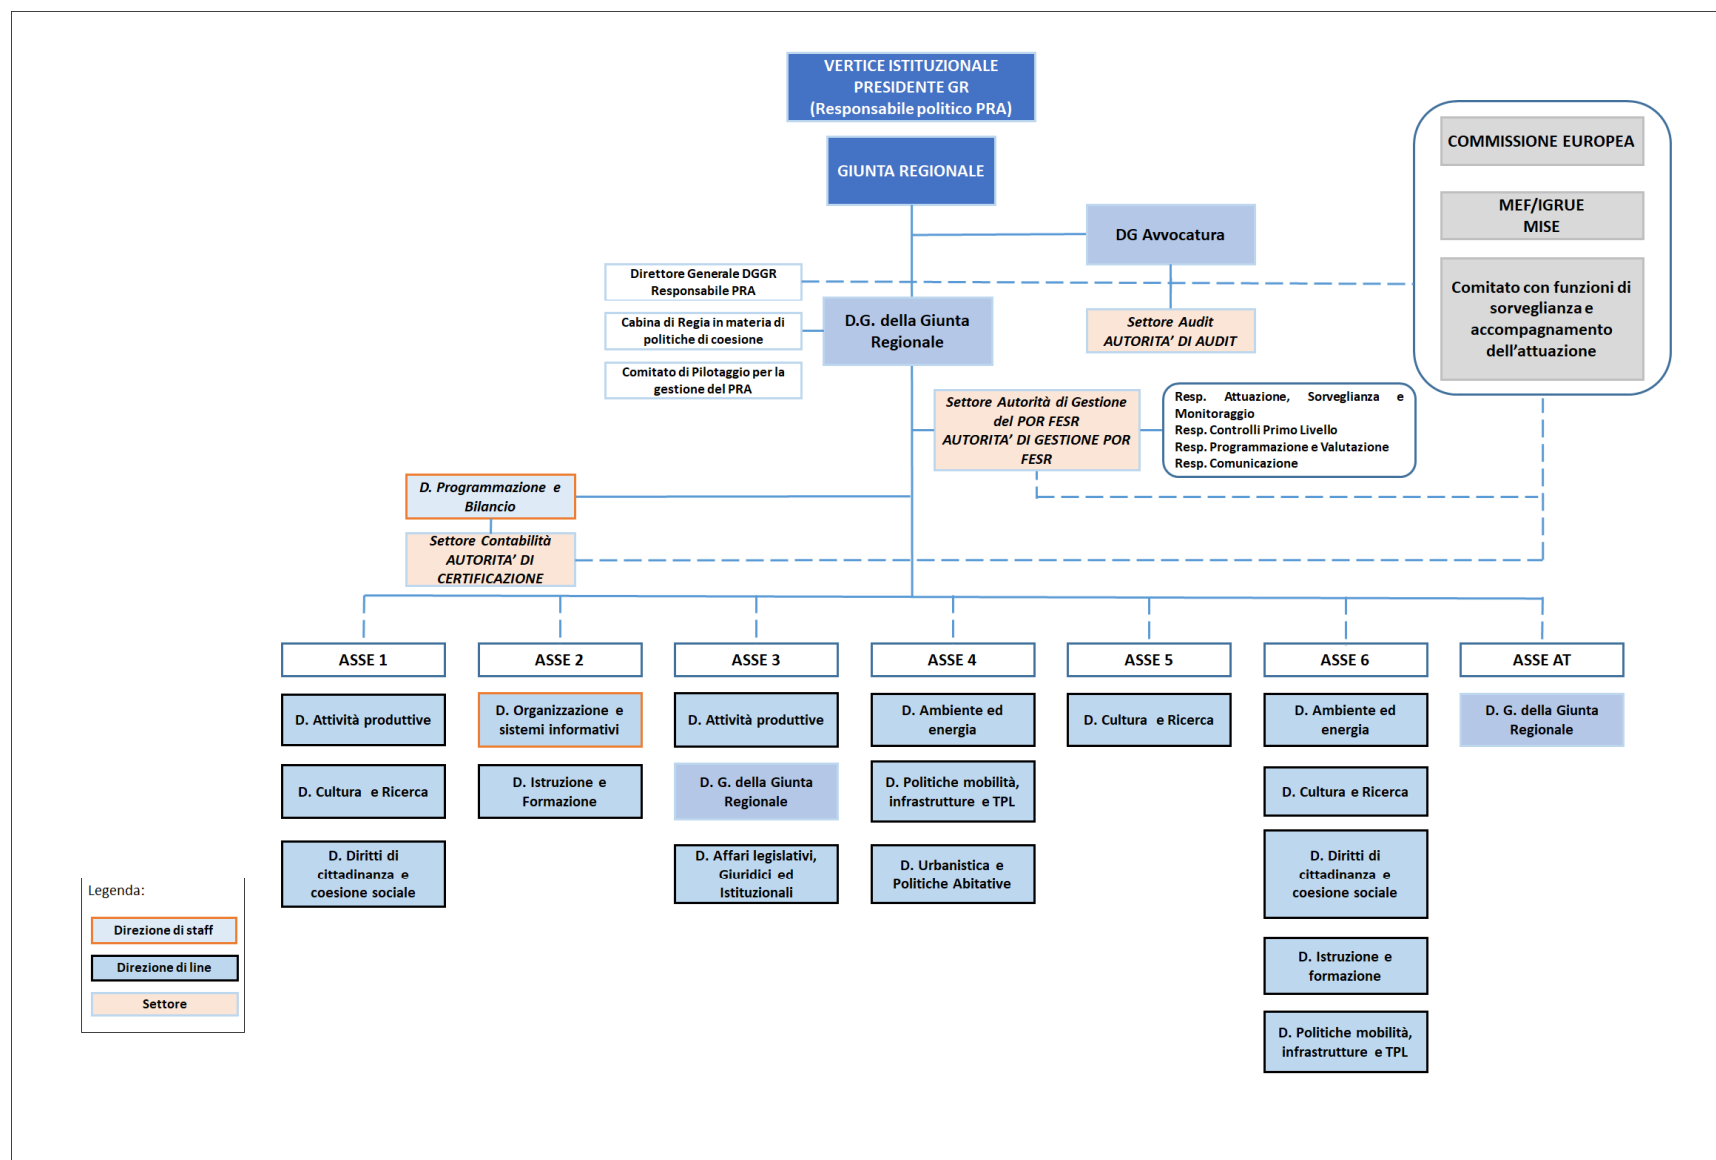 VERTICE ISTITUZIONALE
PRESIDENTE GR
(Responsabile politico PRA)
GIUNTA REGIONALE
COMMISSIONE EUROPEA
MEF/IGRUE
MISE
Comitato con funzioni di
sorveglianza e
accompagnamento
dell'attuazione
DG Avvocatura
Settore Audit
AUTORITA' DI AUDIT
Direttore Generale DGGR
Responsabile PRA
Cabina di Regia in materia di
politiche di coesione
Comitato di Pilotaggio per la
gestione del PRA
D.G. della Giunta
Regionale
Settore Autorità di Gestione
del POR FESR
AUTORITA' DI GESTIONE POR
FESR
Resp. Attuazione, Sorveglianza e
Monitoraggio
Resp. Controlli Primo Livello
Resp. Programmazione e Valutazione
Resp. Comunicazione
D. Programmazione e
Bilancio
Settore Contabilità
AUTORITA' DI
CERTIFICAZIONE
ASSE 1
D. Attività produttive
D. Cultura e Ricerca
D. Diritti di
cittadinanza e
coesione sociale
ASSE 2
D. Organizzazione e
sistemi informativi
D. Istruzione e
Formazione
ASSE 3
D. Attività produttive
D. G. della Giunta
Regionale
D. Affari legislativi,
Giuridici ed
Istituzionali
ASSE 4
D. Ambiente ed
energia
D. Politiche mobilità,
infrastrutture e TPL
D. Urbanistica e
Politiche Abitative
ASSE 5
D. Cultura e Ricerca
ASSE 6
D. Ambiente ed
energia
D. Cultura e Ricerca
D. Diritti di
cittadinanza e
coesione sociale
D. Istruzione e
formazione
D. Politiche mobilità,
infrastrutture e TPL
ASSE AT
D. G. della Giunta
Regionale
Legenda:
Direzione di staff
Direzione di line
Settore